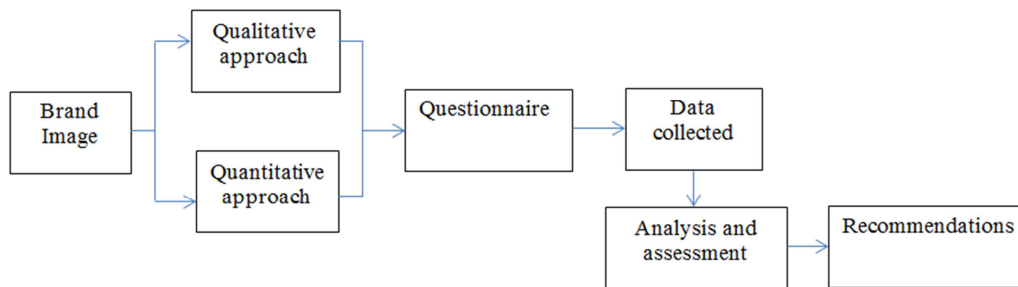 Brand
Image
Qualitative
approach
Quantitative
approach
Questionnaire
Data
collected
Analysis and
assessment
Recommendations